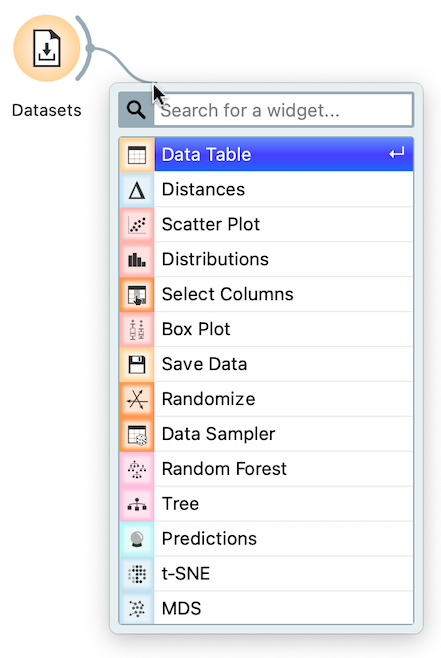 Datasets
Search for a widget...
Data Table
Distances
Scatter Plot
Distributions
Select Columns
Box Plot
Save Data
Randomize
Data Sampler
Random Forest
Tree
Predictions
t-SNE
MDS